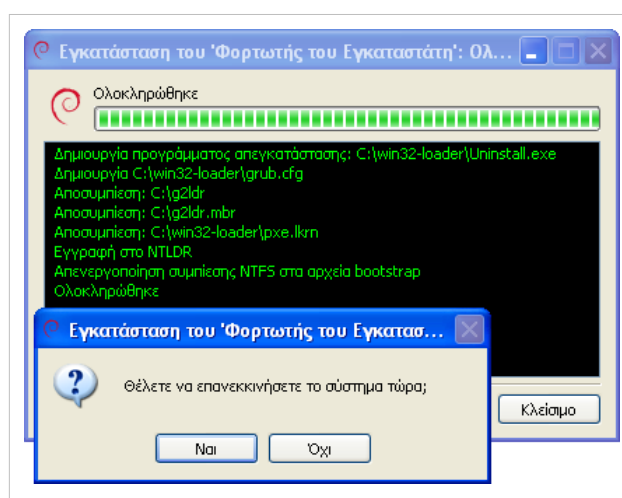 Εγκατάσταση του 'Φορτωτής του Εγκαταστάτη': Ολ...
Ολοκληρώθηκε
Δημιουργία προγράμματος απεγκατάστασης: C:\win32-loader\Uninstall.exe
Δημιουργία C:\win32-loader\grub.cfg
Αποσυμπίεση: C:\g2ldr
Αποσυμπίεση: C:\g2ldr.mbr
Αποσυμπίεση: C:\win32-loader\pxe.lkrn
Εγγραφή στο NTLDR
Απενεργοποίηση συμπίεσης NTFS στα αρχεία bootstrap
Ολοκληρώθηκε
Εγκατάσταση του 'Φορτωτής του Εγκατασ...
Θέλετε να επανεκκινήσετε το σύστημα τώρα;
Ναι Όχι
Κλείσιμο